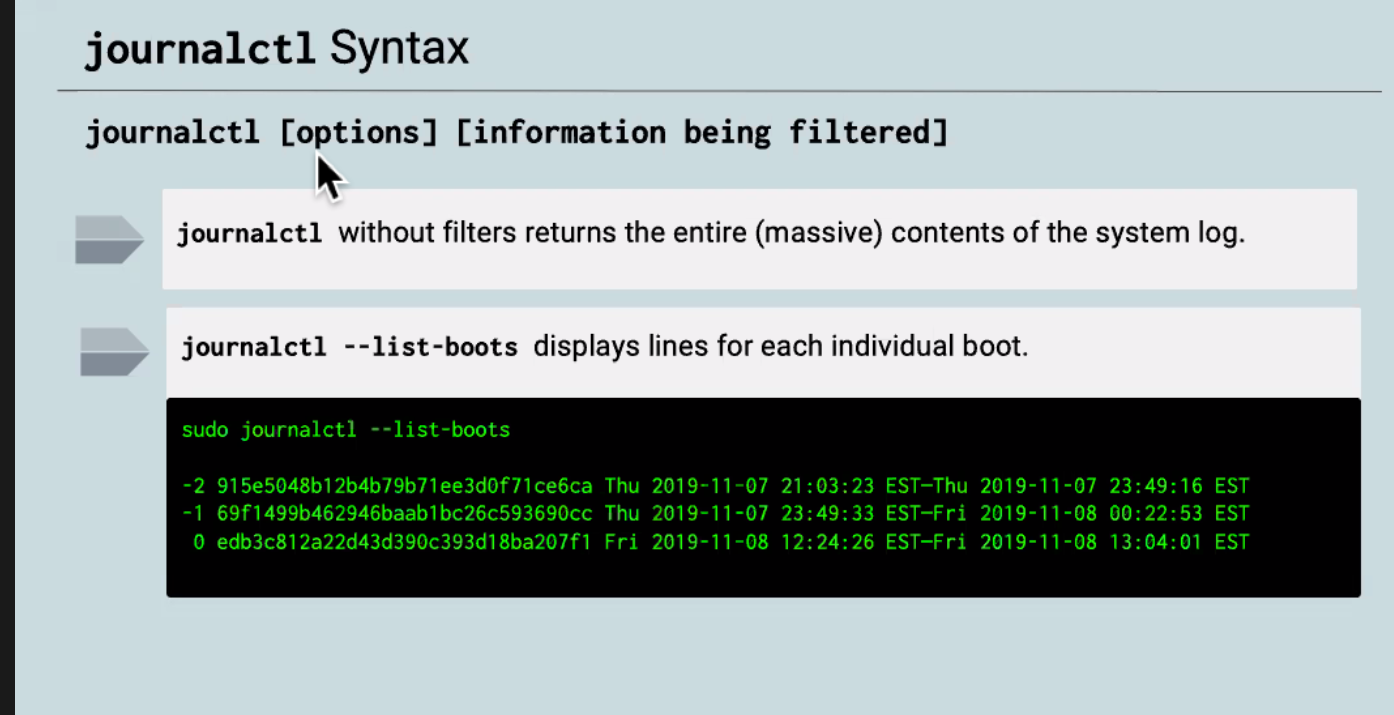 journalctl Syntax
journalctl [options] [information being filtered]
journalctl without filters returns the entire (massive) contents of the system log.
journalctl --list-boots displays lines for each individual boot.
sudo journalctl --list-boots
-2 915e5048b12b4b79b71ee3d0f71ce6ca Thu 2019-11-07 21:03:23 EST—Thu 2019-11-07 23:49:16 EST
-1 69f1499b462946baab1bc26c593690cc Thu 2019-11-07 23:49:33 EST—Fri 2019-11-08 00:22:53 EST
0 edb3c812a22d43d390c393d18ba207f1 Fri 2019-11-08 12:24:26 EST—Fri 2019-11-08 13:04:01 EST